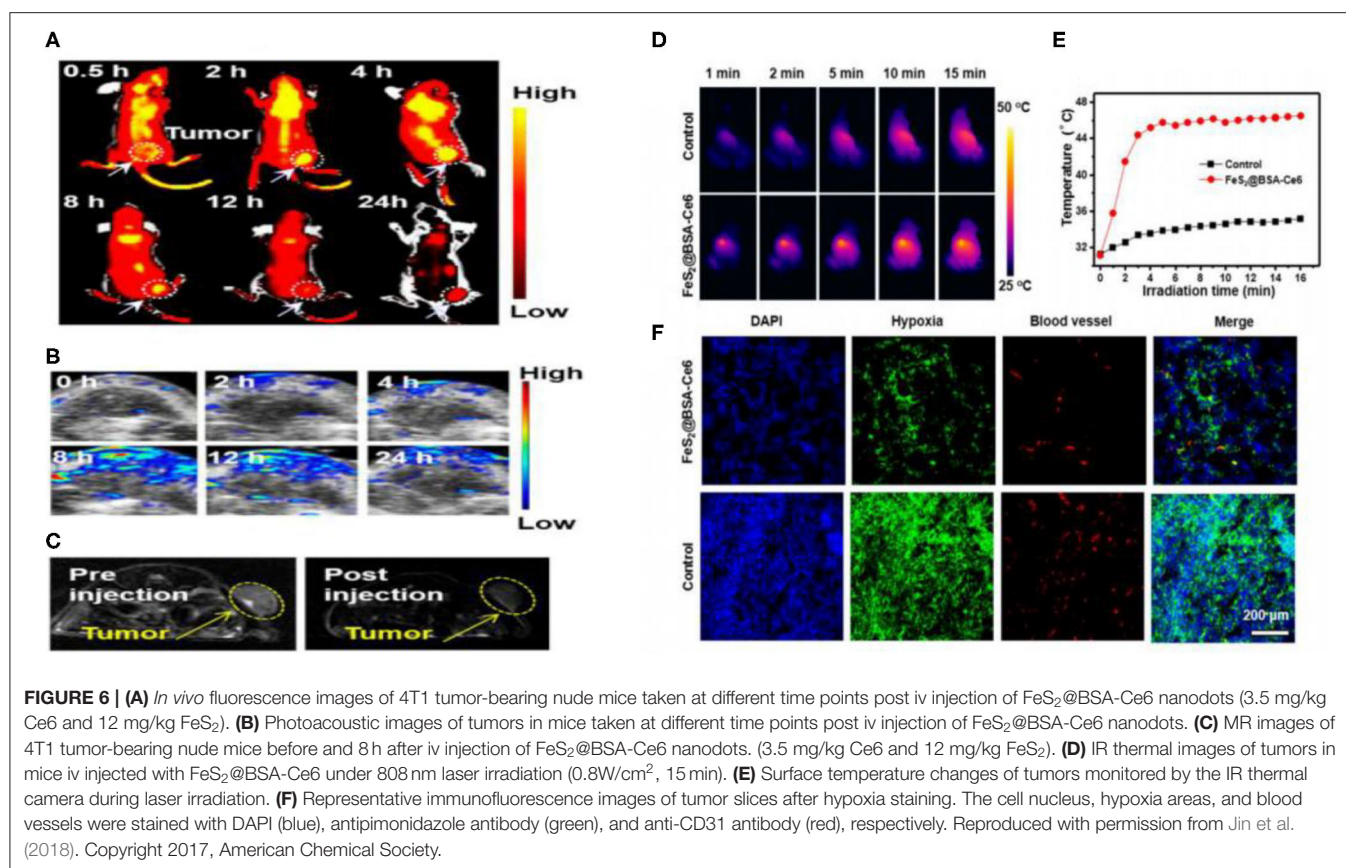 A
0.5 h
2 h
4 h
Tumor
High
8 h
12 h
24h
Low
B
0 h
2 h
4 h
High
8 h
12 h
24 h
Low
C
Pre
injection
Tumor
Post
injection
Tumor
D
1 min
2 min
5 min
10 min
15 min
Control
FeS₂@BSA-Ce6
50 °C
25 °C
E
Temperature (°C)
48
44
40
36
32
Control
FeS₂@BSA-Ce6
0 2 4 6 8 10 12 14 16
Irradiation time (min)
F
DAPI
Hypoxia
Blood vessel
Merge
FeS₂@BSA-Ce6
Control
200 µm
FIGURE 6 | (A) In vivo fluorescence images of 4T1 tumor-bearing nude mice taken at different time points post iv injection of FeS₂@BSA-Ce6 nanodots (3.5 mg/kg
Ce6 and 12 mg/kg FeS₂). (B) Photoacoustic images of tumors in mice taken at different time points post iv injection of FeS₂@BSA-Ce6 nanodots. (C) MR images of
4T1 tumor-bearing nude mice before and 8 h after iv injection of FeS₂@BSA-Ce6 nanodots. (3.5 mg/kg Ce6 and 12 mg/kg FeS₂). (D) IR thermal images of tumors in
mice iv injected with FeS₂@BSA-Ce6 under 808 nm laser irradiation (0.8W/cm², 15 min). (E) Surface temperature changes of tumors monitored by the IR thermal
camera during laser irradiation. (F) Representative immunofluorescence images of tumor slices after hypoxia staining. The cell nucleus, hypoxia areas, and blood
vessels were stained with DAPI (blue), antipimonidazole antibody (green), and anti-CD31 antibody (red), respectively. Reproduced with permission from Jin et al.
(2018). Copyright 2017, American Chemical Society.